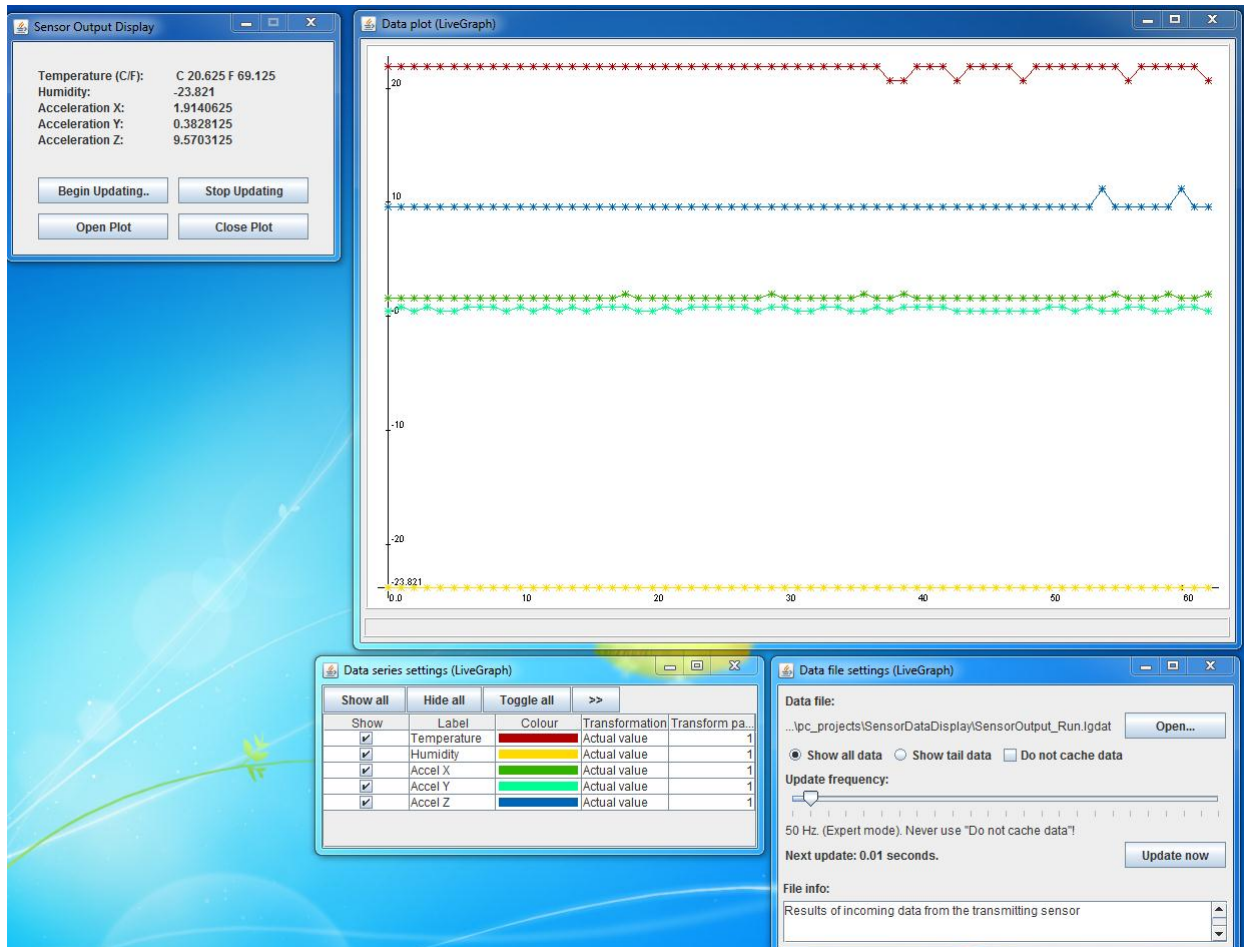 Sensor Output Display
Temperature (C/F): C 20.625 F 69.125
Humidity: -23.821
Acceleration X: 1.9140625
Acceleration Y: 0.3828125
Acceleration Z: 9.5703125
Begin Updating.. Stop Updating
Open Plot Close Plot
Data plot (LiveGraph)
20
10
-0
-10
-20
-23.821
0.0 10 20 30 40 50 60
Data series settings (LiveGraph)
Show all Hide all Toggle all >>
Show Label Colour Transformation Transform pa...
Temperature Actual value 1
Humidity Actual value 1
Accel X Actual value 1
Accel Y Actual value 1
Accel Z Actual value 1
Data file settings (LiveGraph)
Data file:
...\pc_projects\SensorDataDisplay\SensorOutput_Run.lgdat Open...
Show all data Show tail data Do not cache data
Update frequency:
50 Hz. (Expert mode). Never use "Do not cache data"!
Next update: 0.01 seconds. Update now
File info:
Results of incoming data from the transmitting sensor